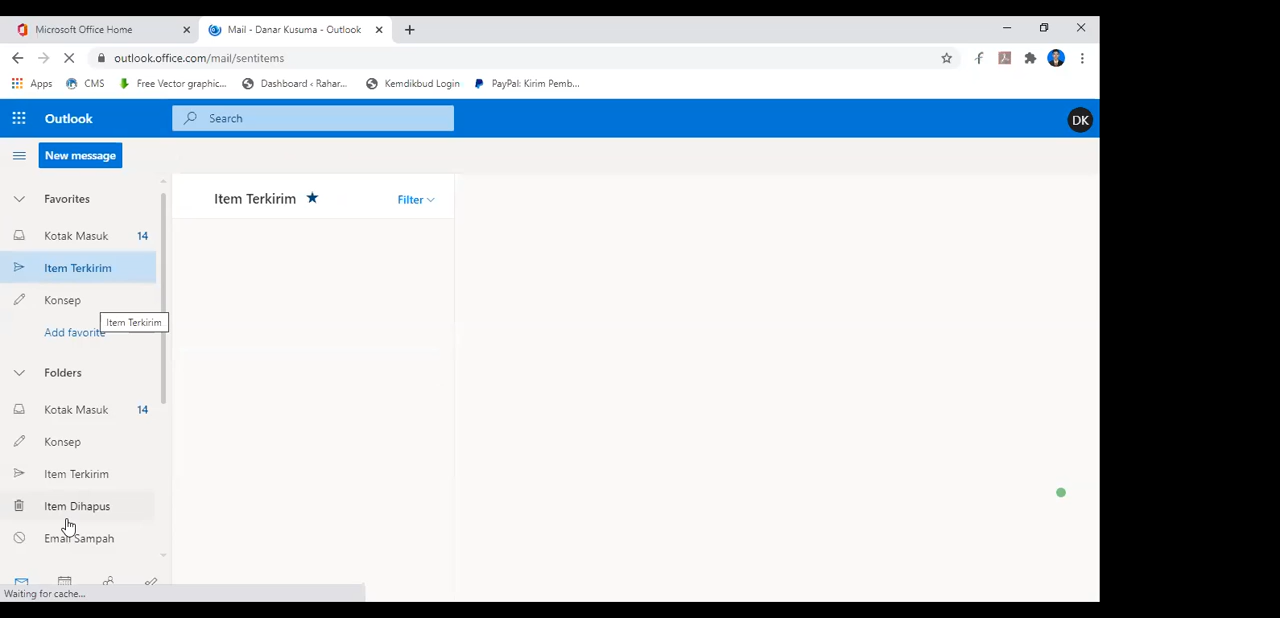 Microsoft Office Home
Mail - Danar Kusuma - Outlook
outlook.office.com/mail/sentitems
Apps
CMS
Free Vector graphic...
Dashboard ‹ Rahar...
Kemdikbud Login
PayPal: Kirim Pemb...
Outlook
Search
DK
New message
Favorites
Item Terkirim
Filter
Kotak Masuk 14
Item Terkirim
Konsep
Item Terkirim
Add favorite
Folders
Kotak Masuk 14
Konsep
Item Terkirim
Item Dihapus
Email Sampah
Waiting for cache...